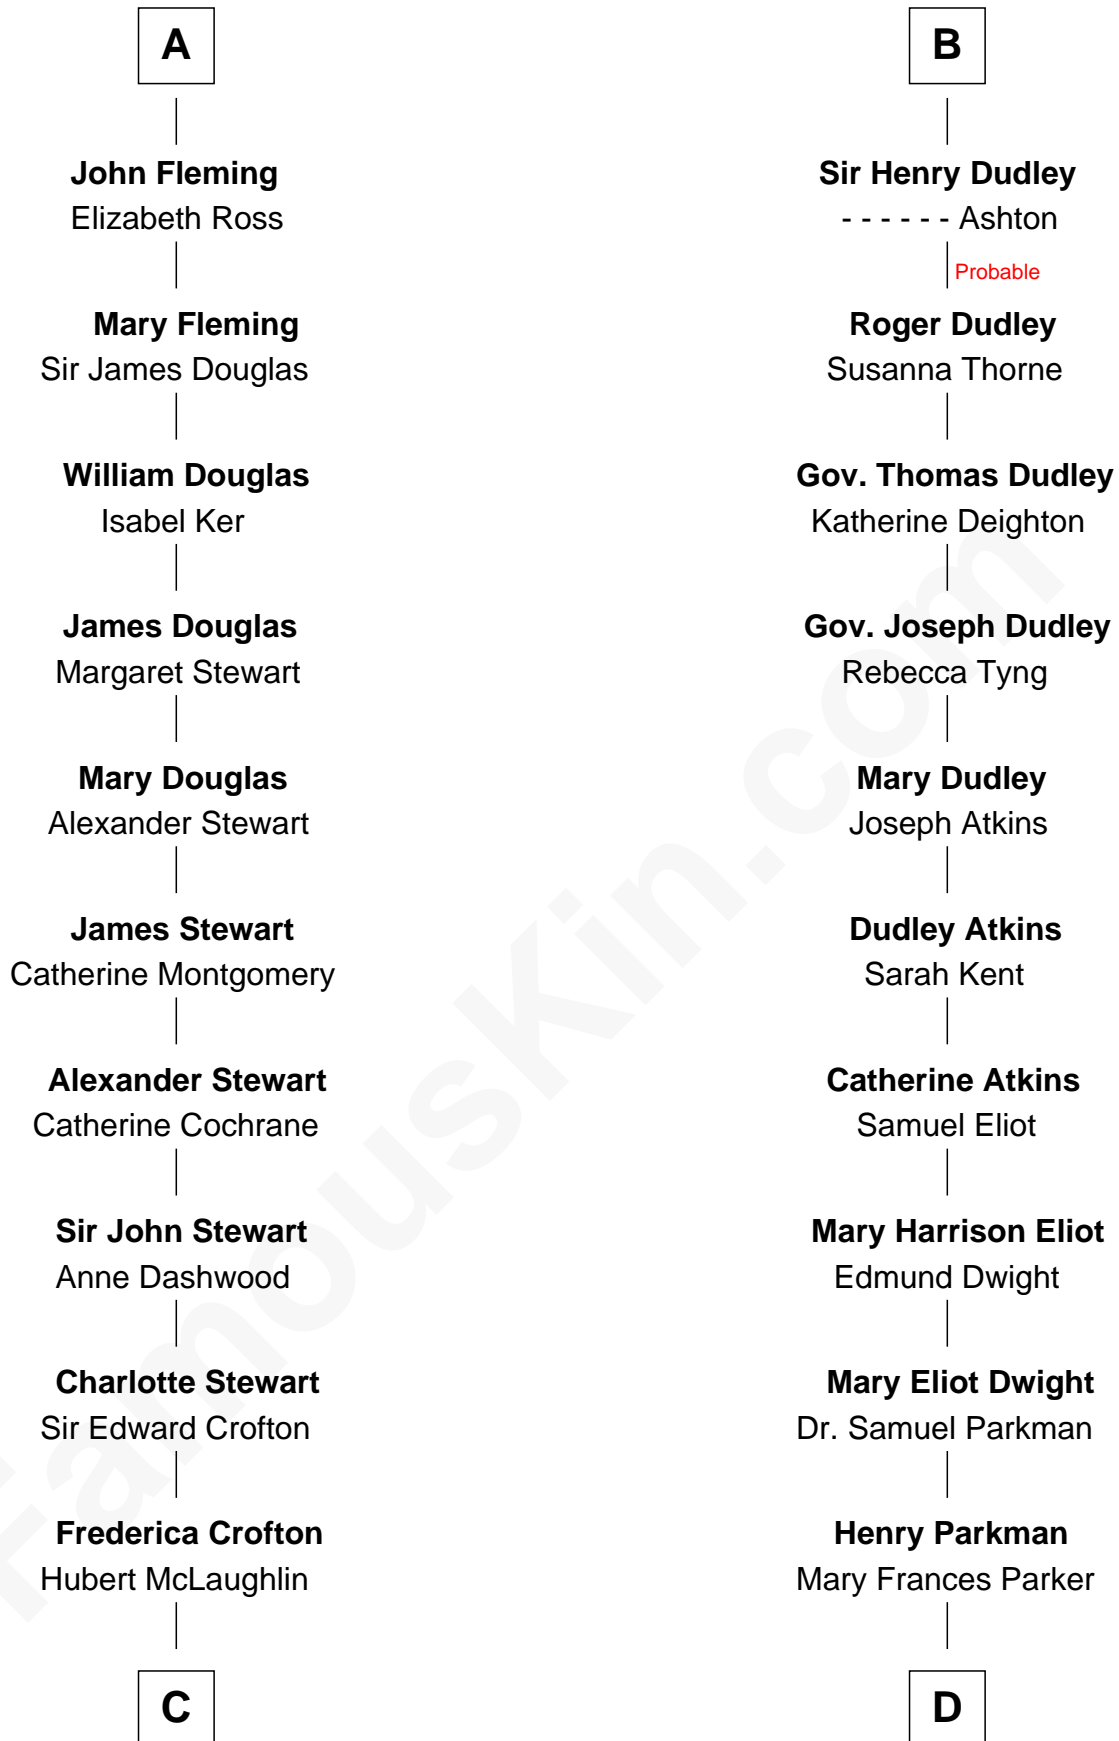 A
John Fleming
Elizabeth Ross
Mary Fleming
Sir James Douglas
William Douglas
Isabel Ker
James Douglas
Margaret Stewart
Mary Douglas
Alexander Stewart
James Stewart
Catherine Montgomery
Alexander Stewart
Catherine Cochrane
Sir John Stewart
Anne Dashwood
Charlotte Stewart
Sir Edward Crofton
Frederica Crofton
Hubert McLaughlin
C
B
Sir Henry Dudley
- - - - - - Ashton
Probable
Roger Dudley
Susanna Thorne
Gov. Thomas Dudley
Katherine Deighton
Gov. Joseph Dudley
Rebecca Tyng
Mary Dudley
Joseph Atkins
Dudley Atkins
Sarah Kent
Catherine Atkins
Samuel Eliot
Mary Harrison Eliot
Edmund Dwight
Mary Eliot Dwight
Dr. Samuel Parkman
Henry Parkman
Mary Frances Parker
D
FamousKin.com